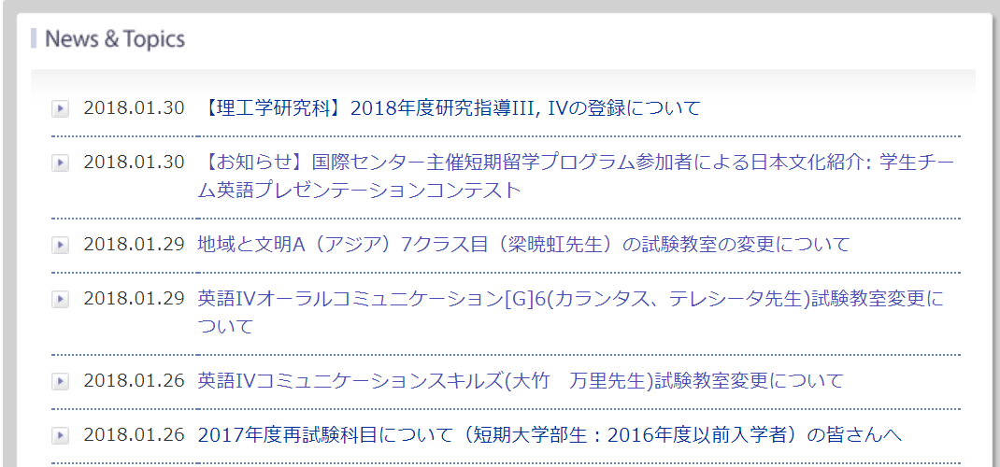 News & Topics
2018.01.30 【理工学研究科】2018年度研究指導III, IVの登録について
2018.01.30 【お知らせ】国際センター主催短期留学プログラム参加者による日本文化紹介: 学生チー
ム英語プレゼンテーションコンテスト
2018.01.29 地域と文明A（アジア）7クラス目（梁暁虹先生）の試験教室の変更について
2018.01.29 英語IVオーラルコミュニケーション[G]6(カランタス、テレシータ先生)試験教室変更に
ついて
2018.01.26 英語IVコミュニケーションスキルズ(大竹　万里先生)試験教室変更について
2018.01.26 2017年度再試験科目について（短期大学部生：2016年度以前入学者）の皆さんへ